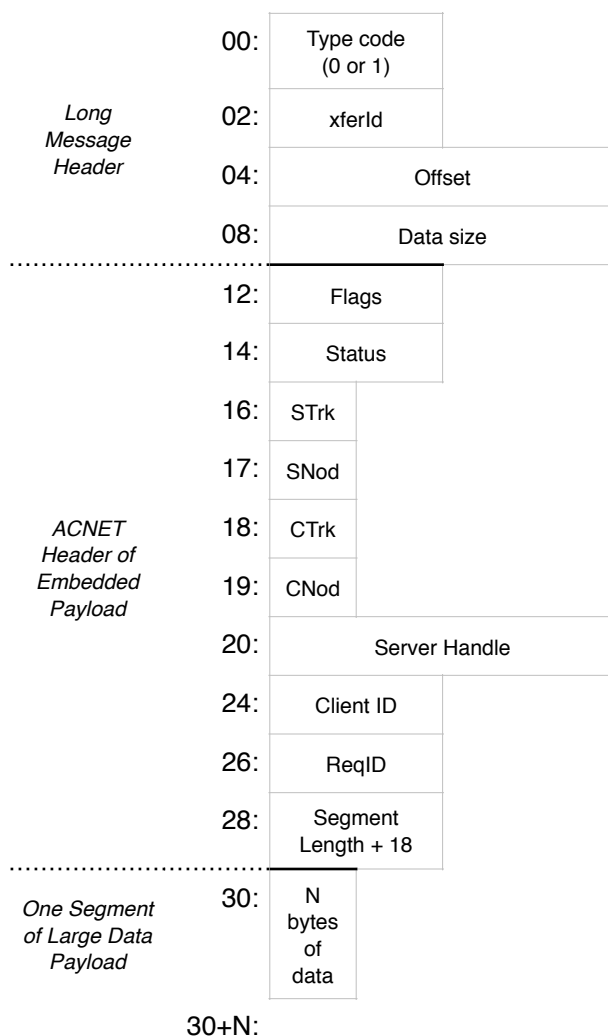 00: Type code
(0 or 1)
Long
Message
Header
02: xferId
04: Offset
08: Data size
12: Flags
14: Status
16: STrk
17: SNod
ACNET
Header of
Embedded
Payload
18: CTrk
19: CNod
20: Server Handle
24: Client ID
26: ReqID
28: Segment
Length + 18
One Segment
of Large Data
Payload
30: N
bytes
of
data
30+N: